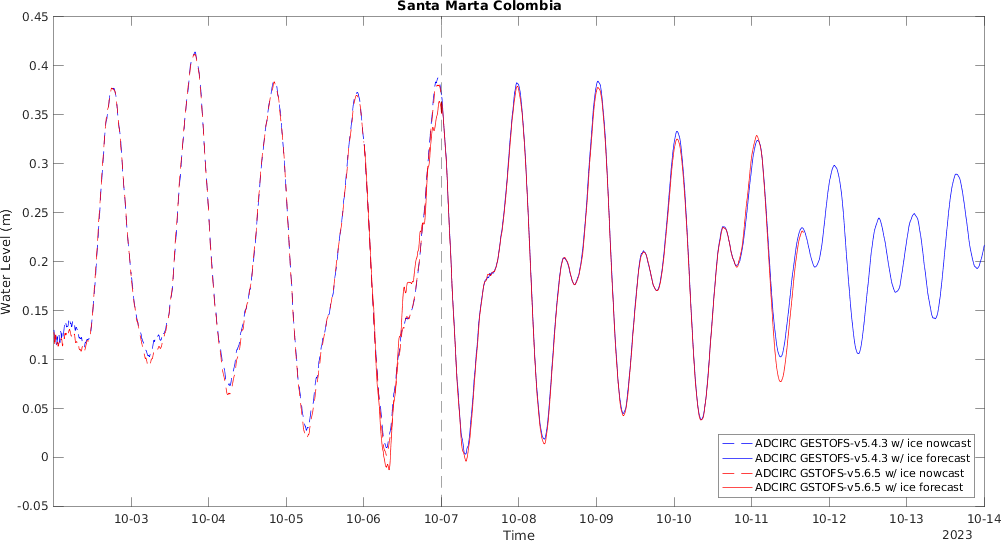 Santa Marta Colombia
0.45
0.4
0.35
0.3
0.25
0.2
0.15
0.1
0.05
0
-0.05
Water Level (m)
10-03 10-04 10-05 10-06 10-07 10-08 10-09 10-10 10-11 10-12 10-13 10-14
Time
2023
ADCIRC GESTOFS-v5.4.3 w/ ice nowcast
ADCIRC GESTOFS-v5.4.3 w/ ice forecast
ADCIRC GSTOFS-v5.6.5 w/ ice nowcast
ADCIRC GSTOFS-v5.6.5 w/ ice forecast